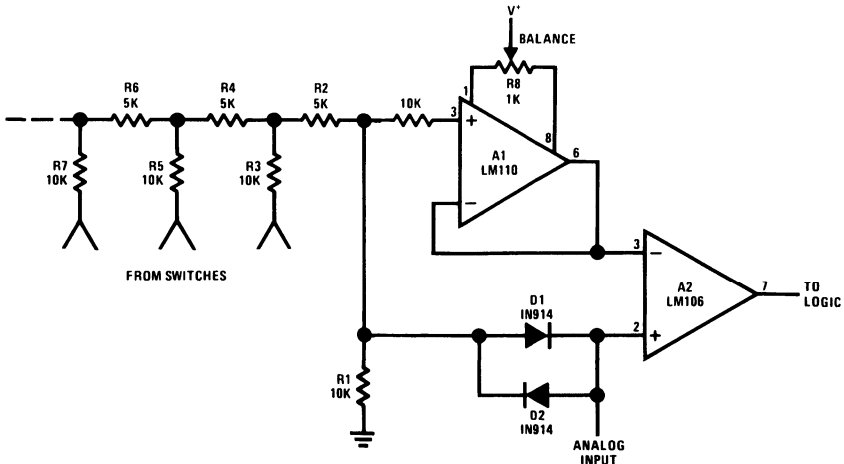 V+
BALANCE
R8
1K
R6
5K
R4
5K
R2
5K
10K
1
3
+
8
A1
LM110
6
−
R7
10K
R5
10K
R3
10K
FROM SWITCHES
3
−
A2
LM106
7
TO
LOGIC
2
+
D1
IN914
R1
10K
D2
IN914
ANALOG
INPUT